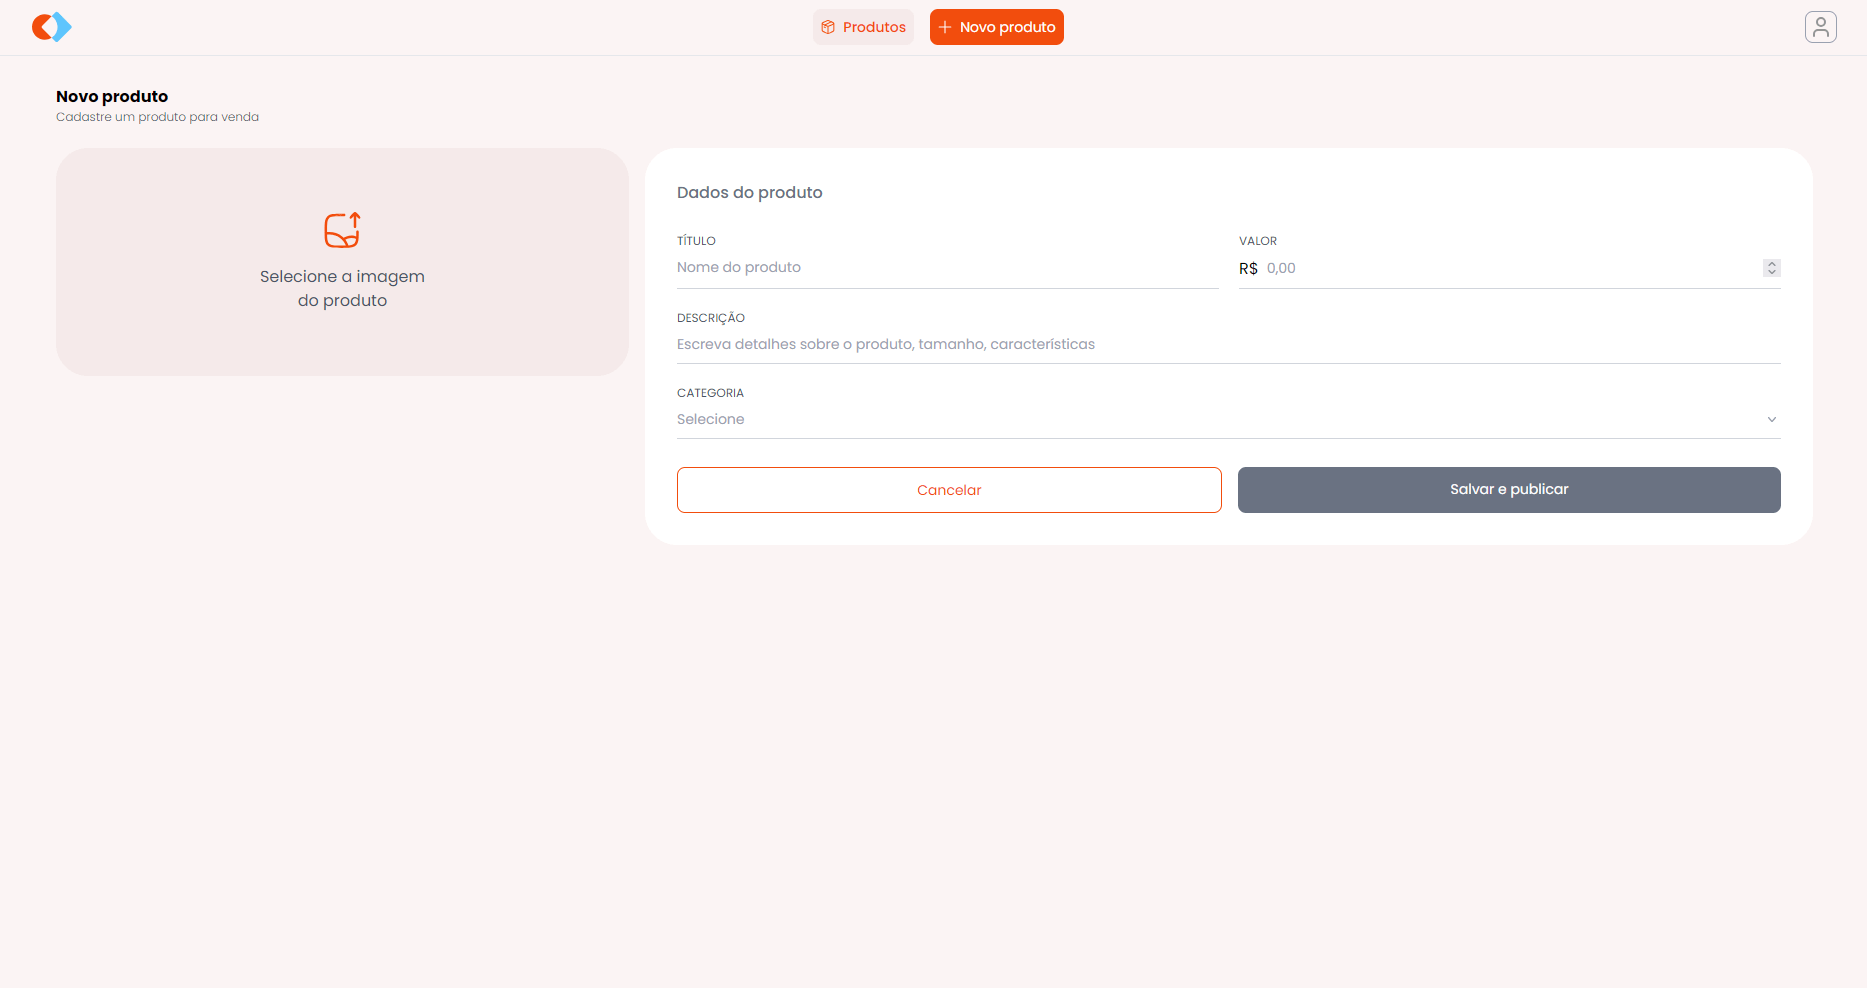 Produtos
Novo produto
Novo produto
Cadastre um produto para venda
Selecione a imagem
do produto
Dados do produto
TÍTULO
Nome do produto
VALOR
R$ 0,00
DESCRIÇÃO
Escreva detalhes sobre o produto, tamanho, características
CATEGORIA
Selecione
Cancelar
Salvar e publicar